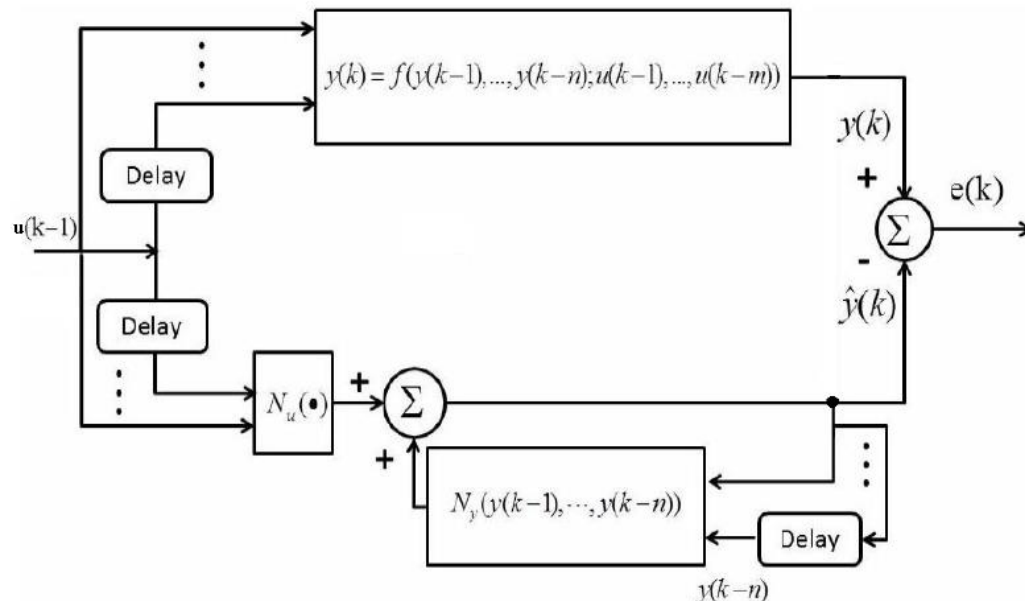 y(k) = f(y(k−1),...,y(k−n);u(k−1),...,u(k−m))
y(k)
Delay
+
e(k)
u(k−1)
Σ
-
ŷ(k)
Delay
N_u(•)
+
Σ
+
N_y(y(k−1),⋯,y(k−n))
Delay
y(k−n)